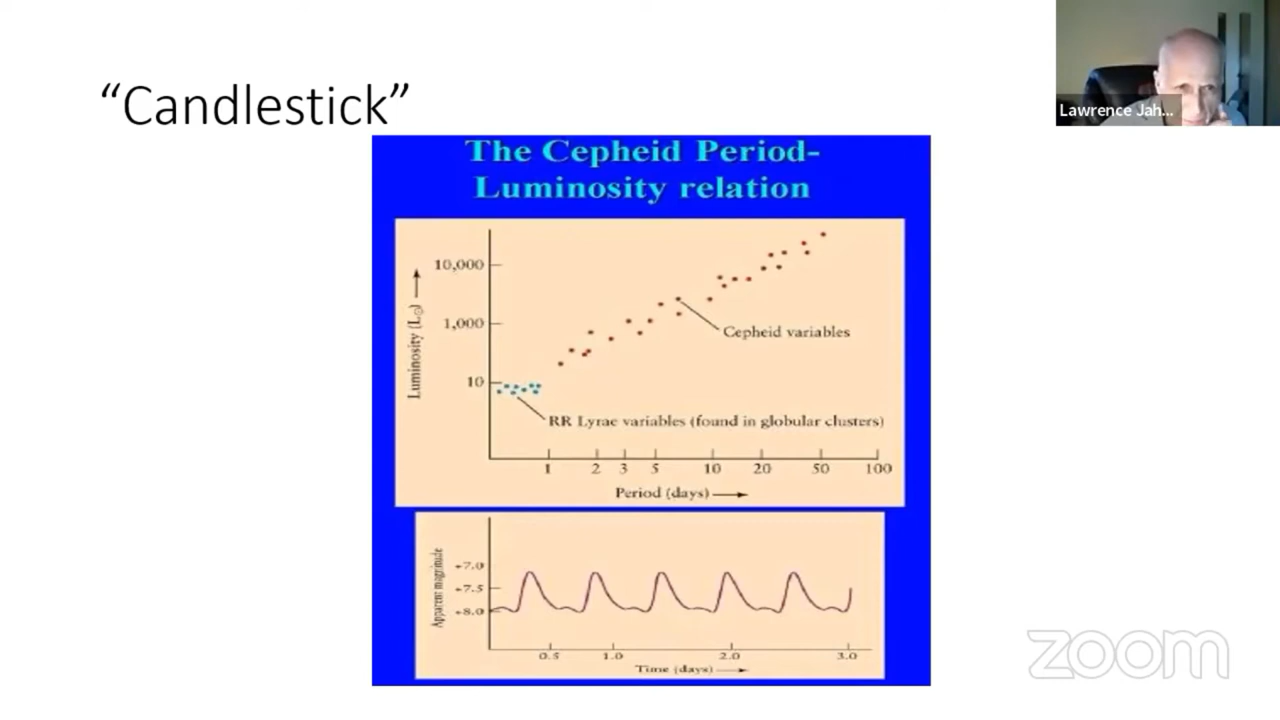 “Candlestick”
Lawrence Jah...
The Cepheid Period-
Luminosity relation
Luminosity (L☉)
10,000
1,000
10
Cepheid variables
RR Lyrae variables (found in globular clusters)
1 2 3 5 10 20 50 100
Period (days)
Apparent magnitude
+7.0
+7.5
+8.0
0.5 1.0 2.0 3.0
Time (days)
zoom